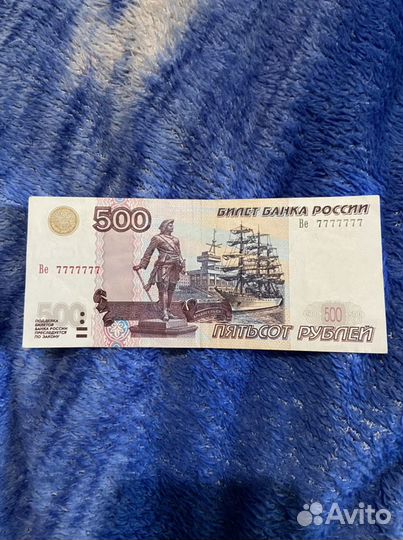 500
БИЛЕТ БАНКА РОССИИ
Ве 7777777
Ве 7777777
ПОДДЕЛКА
БИЛЕТОВ
БАНКА РОССИИ
ПРЕСЛЕДУЕТСЯ
ПО ЗАКОНУ
500
ПЯТЬСОТ РУБЛЕЙ
Avito